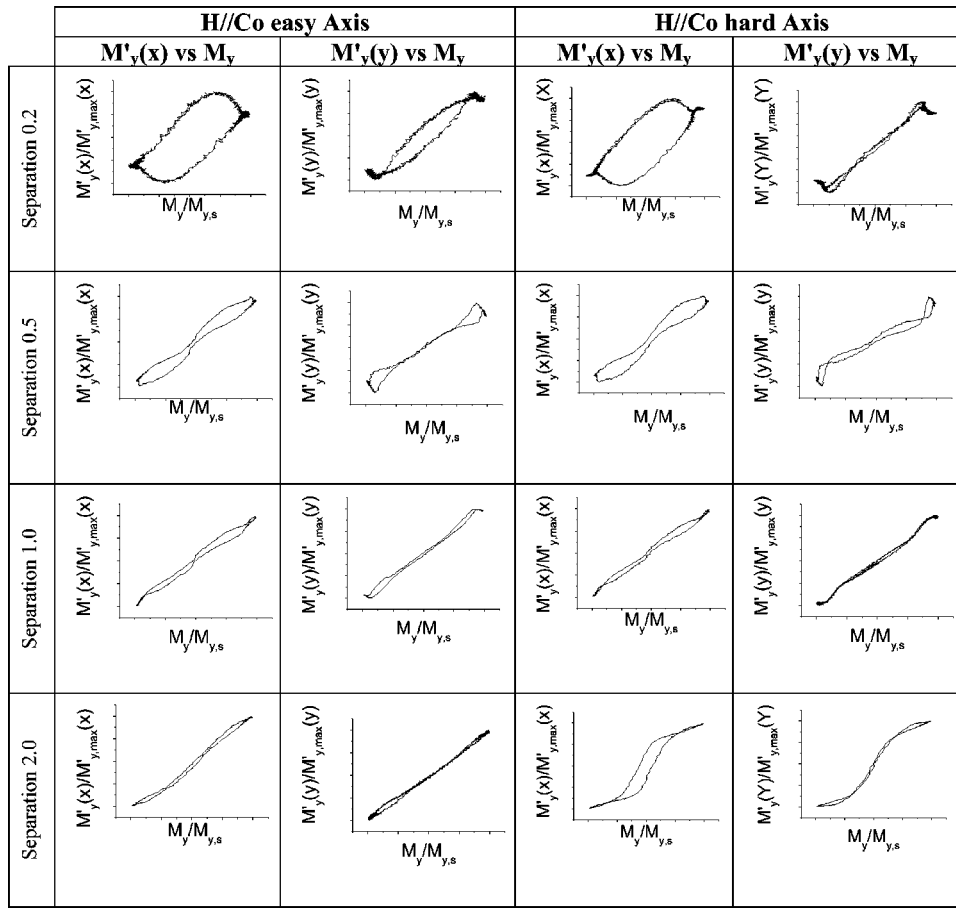 H//Co easy Axis H//Co hard Axis
M'y(x) vs My M'y(y) vs My M'y(x) vs My M'y(y) vs My
Separation 0.2
M'y(x)/M'y,max(x)
My/My,s
M'y(y)/M'y,max(y)
My/My,s
M'y(x)/M'y,max(X)
My/My,s
M'y(Y)/M'y,max(Y)
My/My,s
Separation 0.5
M'y(x)/M'y,max(x)
My/My,s
M'y(y)/M'y,max(y)
My/My,s
M'y(x)/M'y,max(X)
My/My,s
M'y(y)/M'y,max(y)
My/My,s
Separation 1.0
M'y(x)/M'y,max(x)
My/My,s
M'y(y)/M'y,max(y)
My/My,s
M'y(x)/M'y,max(x)
My/My,s
M'y(y)/M'y,max(y)
My/My,s
Separation 2.0
M'y(x)/M'y,max(x)
My/My,s
M'y(y)/M'y,max(y)
My/My,s
M'y(x)/M'y,max(x)
My/My,s
M'y(Y)/M'y,max(Y)
My/My,s